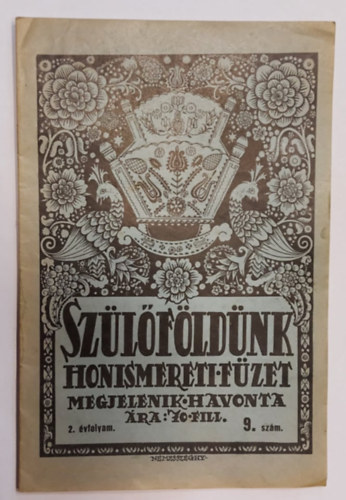 SZÜLŐFÖLDÜNK
HONISMERETI·FÜZET
MEGJELENIK·HAVONTA
ÁRA: 70·FILL.
2. évfolyam. 9. szám.